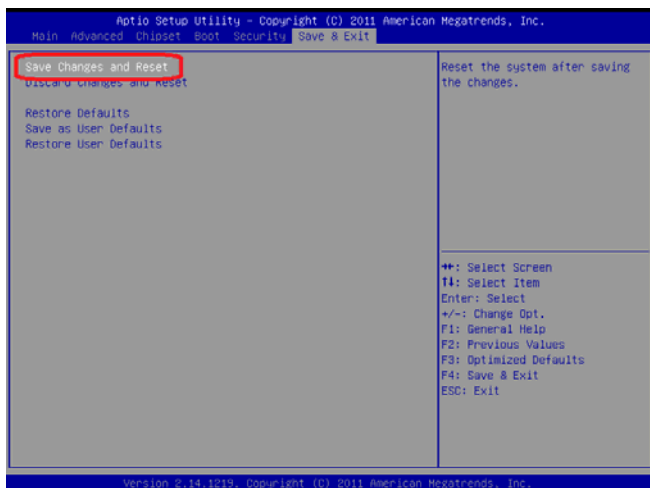 Aptio Setup Utility - Copyright (C) 2011 American Megatrends, Inc.
Main Advanced Chipset Boot Security Save & Exit
Save Changes and Reset
Discard Changes and Reset
Restore Defaults
Save as User Defaults
Restore User Defaults
Reset the system after saving
the changes.
→←: Select Screen
↑↓: Select Item
Enter: Select
+/-: Change Opt.
F1: General Help
F2: Previous Values
F3: Optimized Defaults
F4: Save & Exit
ESC: Exit
Version 2.14.1219. Copyright (C) 2011 American Megatrends, Inc.